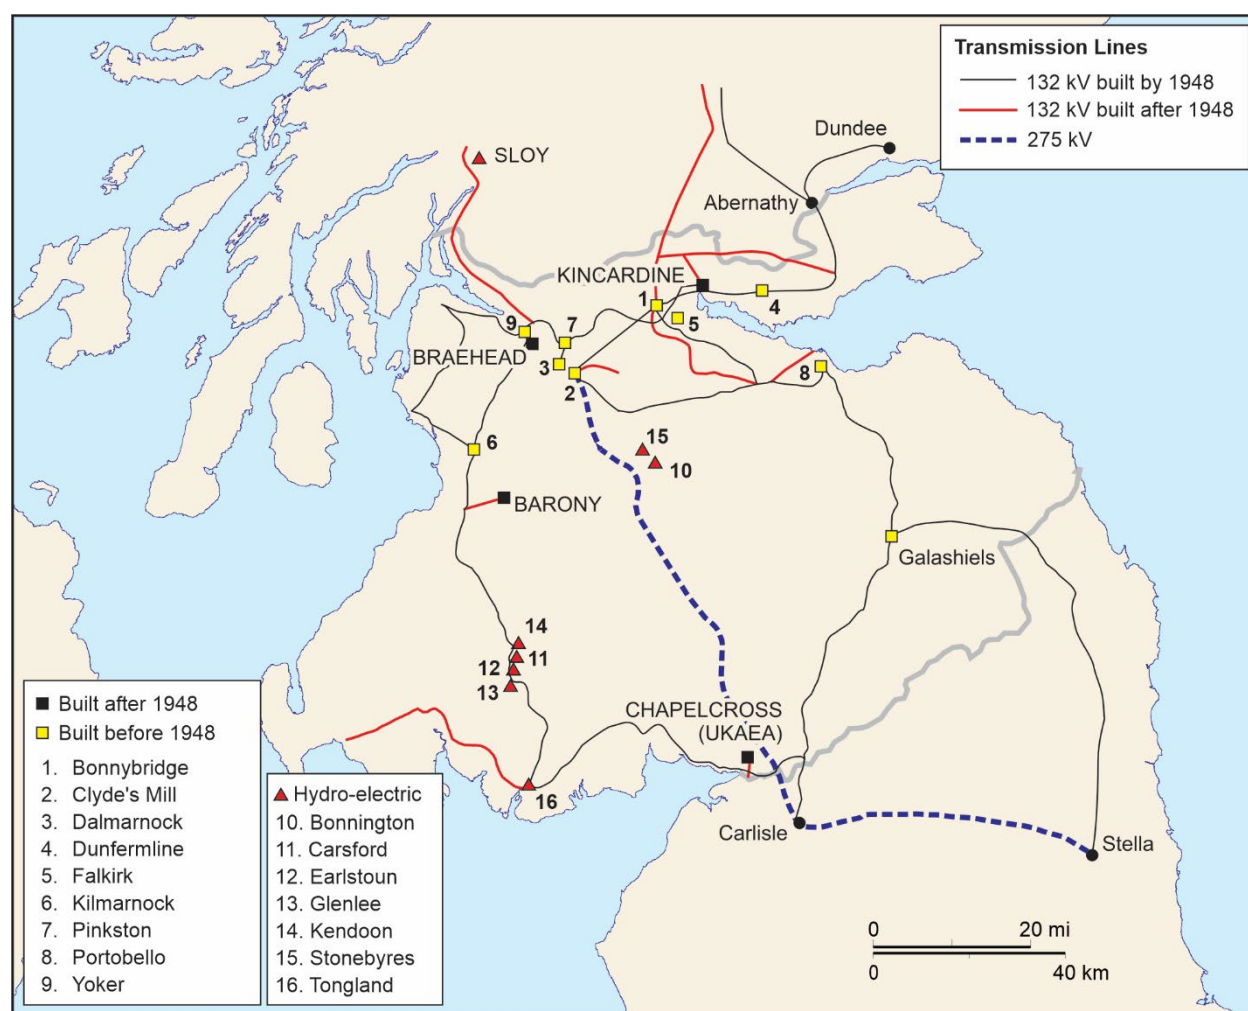 Transmission Lines
132 kV built by 1948
132 kV built after 1948
275 kV
Dundee
SLOY
Abernathy
KINCARDINE
1
4
5
9
7
BRAEHEAD
3
2
8
6
15
10
BARONY
Galashiels
14
11
12
13
CHAPELCROSS
(UKAEA)
16
Carlisle
Stella
0 20 mi
0 40 km
Built after 1948
Built before 1948
1. Bonnybridge
2. Clyde's Mill
3. Dalmarnock
4. Dunfermline
5. Falkirk
6. Kilmarnock
7. Pinkston
8. Portobello
9. Yoker
Hydro-electric
10. Bonnington
11. Carsford
12. Earlstoun
13. Glenlee
14. Kendoon
15. Stonebyres
16. Tongland